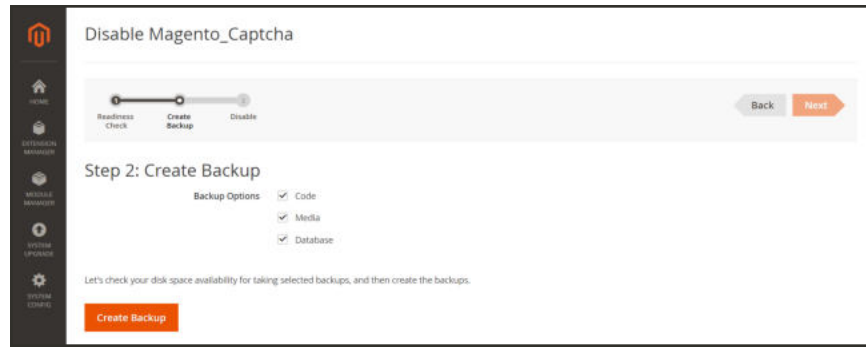 Disable Magento_Captcha
HOME
EXTENSION
MANAGER
MODULE
MANAGER
SYSTEM
UPGRADE
SYSTEM
CONFIG
1
3
Readiness
Check
Create
Backup
Disable
Back
Next
Step 2: Create Backup
Backup Options
Code
Media
Database
Let's check your disk space availability for taking selected backups, and then create the backups.
Create Backup